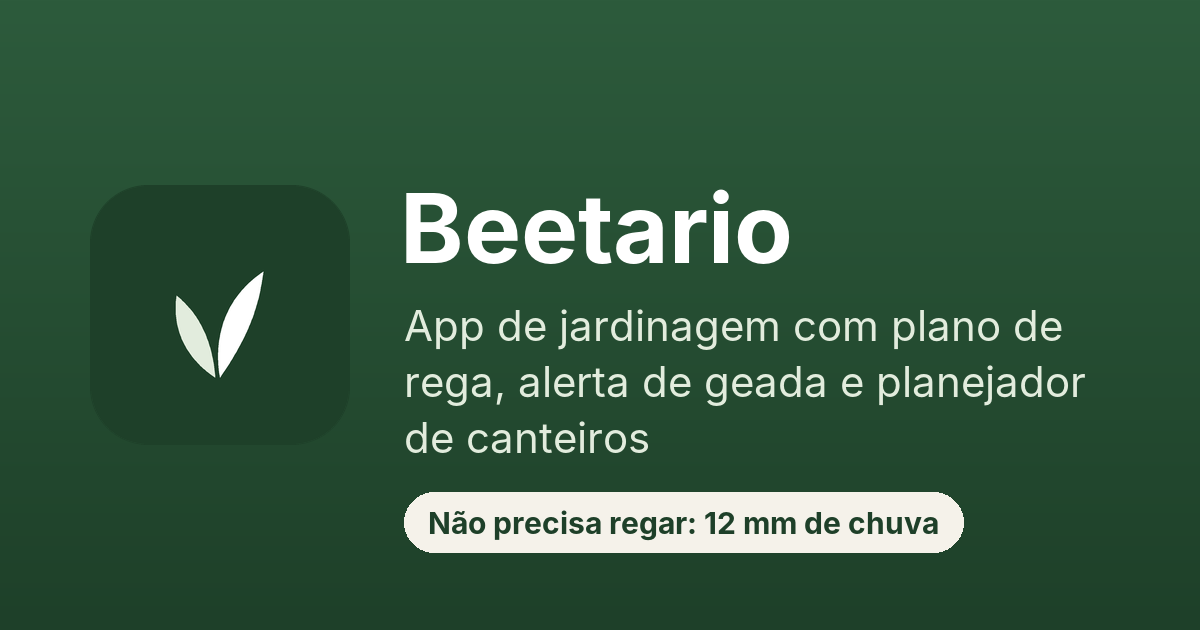 Beetario
App de jardinagem com plano de
rega, alerta de geada e planejador
de canteiros
Não precisa regar: 12 mm de chuva